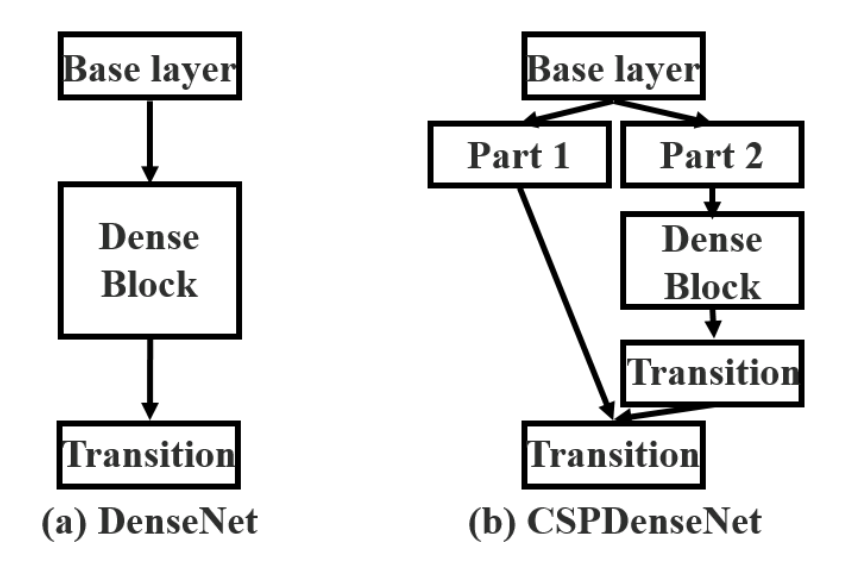 Base layer
Dense
Block
Transition
(a) DenseNet
Base layer
Part 1
Part 2
Dense
Block
Transition
Transition
(b) CSPDenseNet